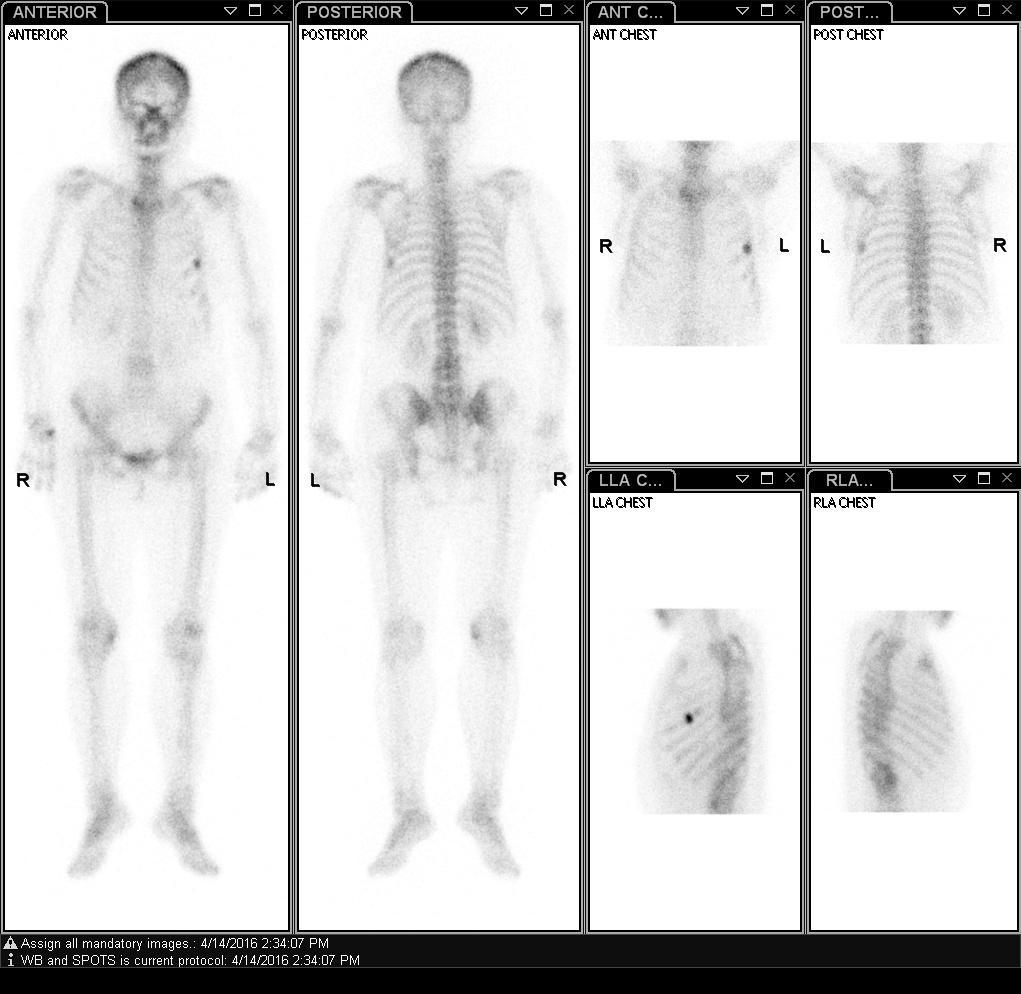 ANTERIOR
POSTERIOR
ANT C...
POST...
ANTERIOR
POSTERIOR
ANT CHEST
POST CHEST
R
L
L
R
R
L
L
R
LLA C...
RLA...
LLA CHEST
RLA CHEST
Assign all mandatory images.: 4/14/2016 2:34:07 PM
WB and SPOTS is current protocol: 4/14/2016 2:34:07 PM